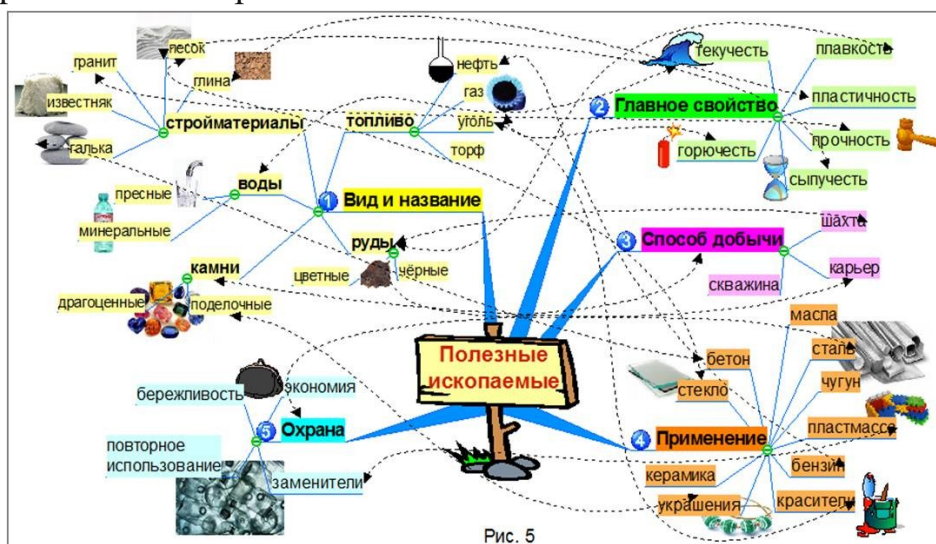 песок
гранит
глина
известняк
стройматериалы
галька
нефть
газ
топливо
уголь
торф
пресные
воды
минеральные
1 Вид и название
руды
цветные
чёрные
камни
драгоценные
поделочные
текучесть
плавкость
2 Главное свойство
пластичность
горючесть
прочность
сыпучесть
шахта
3 Способ добычи
карьер
скважина
Полезные
ископаемые
масла
бетон
сталь
стекло
чугун
4 Применение
пластмасса
керамика
бензин
украшения
красители
бережливость
экономия
5 Охрана
повторное
использование
заменители
Рис. 5